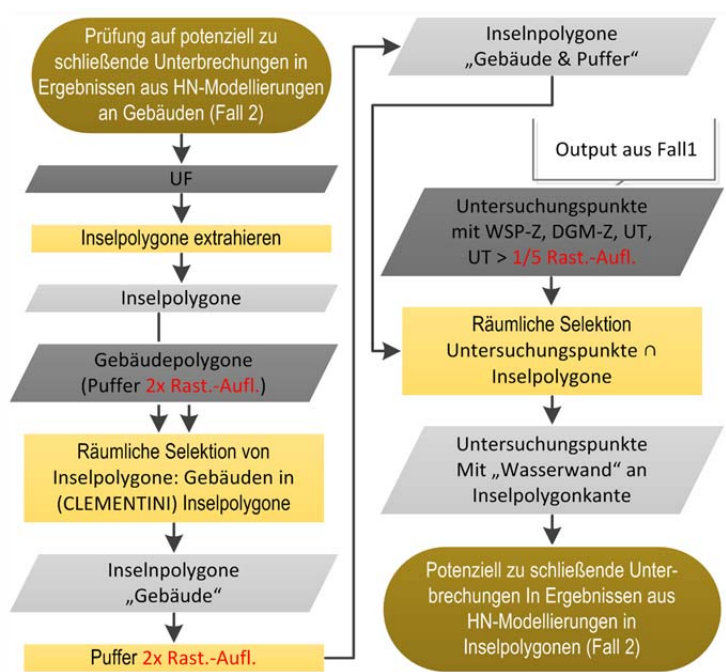 Prüfung auf potenziell zu
schließende Unterbrechungen in
Ergebnissen aus HN-Modellierungen
an Gebäuden (Fall 2)
UF
Inselpolygone extrahieren
Inselpolygone
Gebäudepolygone
(Puffer 2x Rast.-Aufl.)
Räumliche Selektion von
Inselpolygone: Gebäuden in
(CLEMENTINI) Inselpolygone
Inselnpolygone
„Gebäude“
Puffer 2x Rast.-Aufl.
Inselnpolygone
„Gebäude & Puffer“
Output aus Fall1
Untersuchungspunkte
mit WSP-Z, DGM-Z, UT,
UT > 1/5 Rast.-Aufl.
Räumliche Selektion
Untersuchungspunkte ∩
Inselpolygone
Untersuchungspunkte
Mit „Wasserwand“ an
Inselpolygonkante
Potenziell zu schließende Unter-
brechungen In Ergebnissen aus
HN-Modellierungen in
Inselpolygonen (Fall 2)